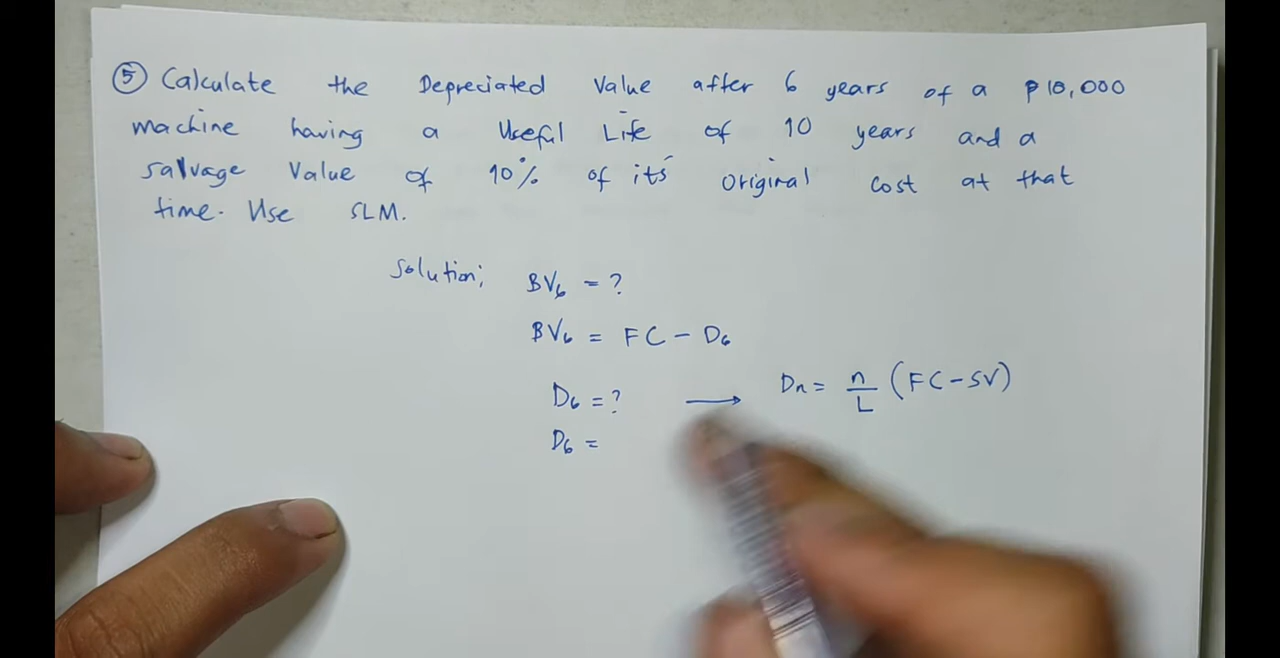 ⑤ Calculate the Depreciated Value after 6 years of a ₱10,000
machine having a Useful Life of 10 years and a
salvage Value of 10% of it's original cost at that
time. Use SLM.
Solution;
BV₆ = ?
BV₆ = FC - D₆
D₆ = ? → Dn = n/L (FC-SV)
D₆ =